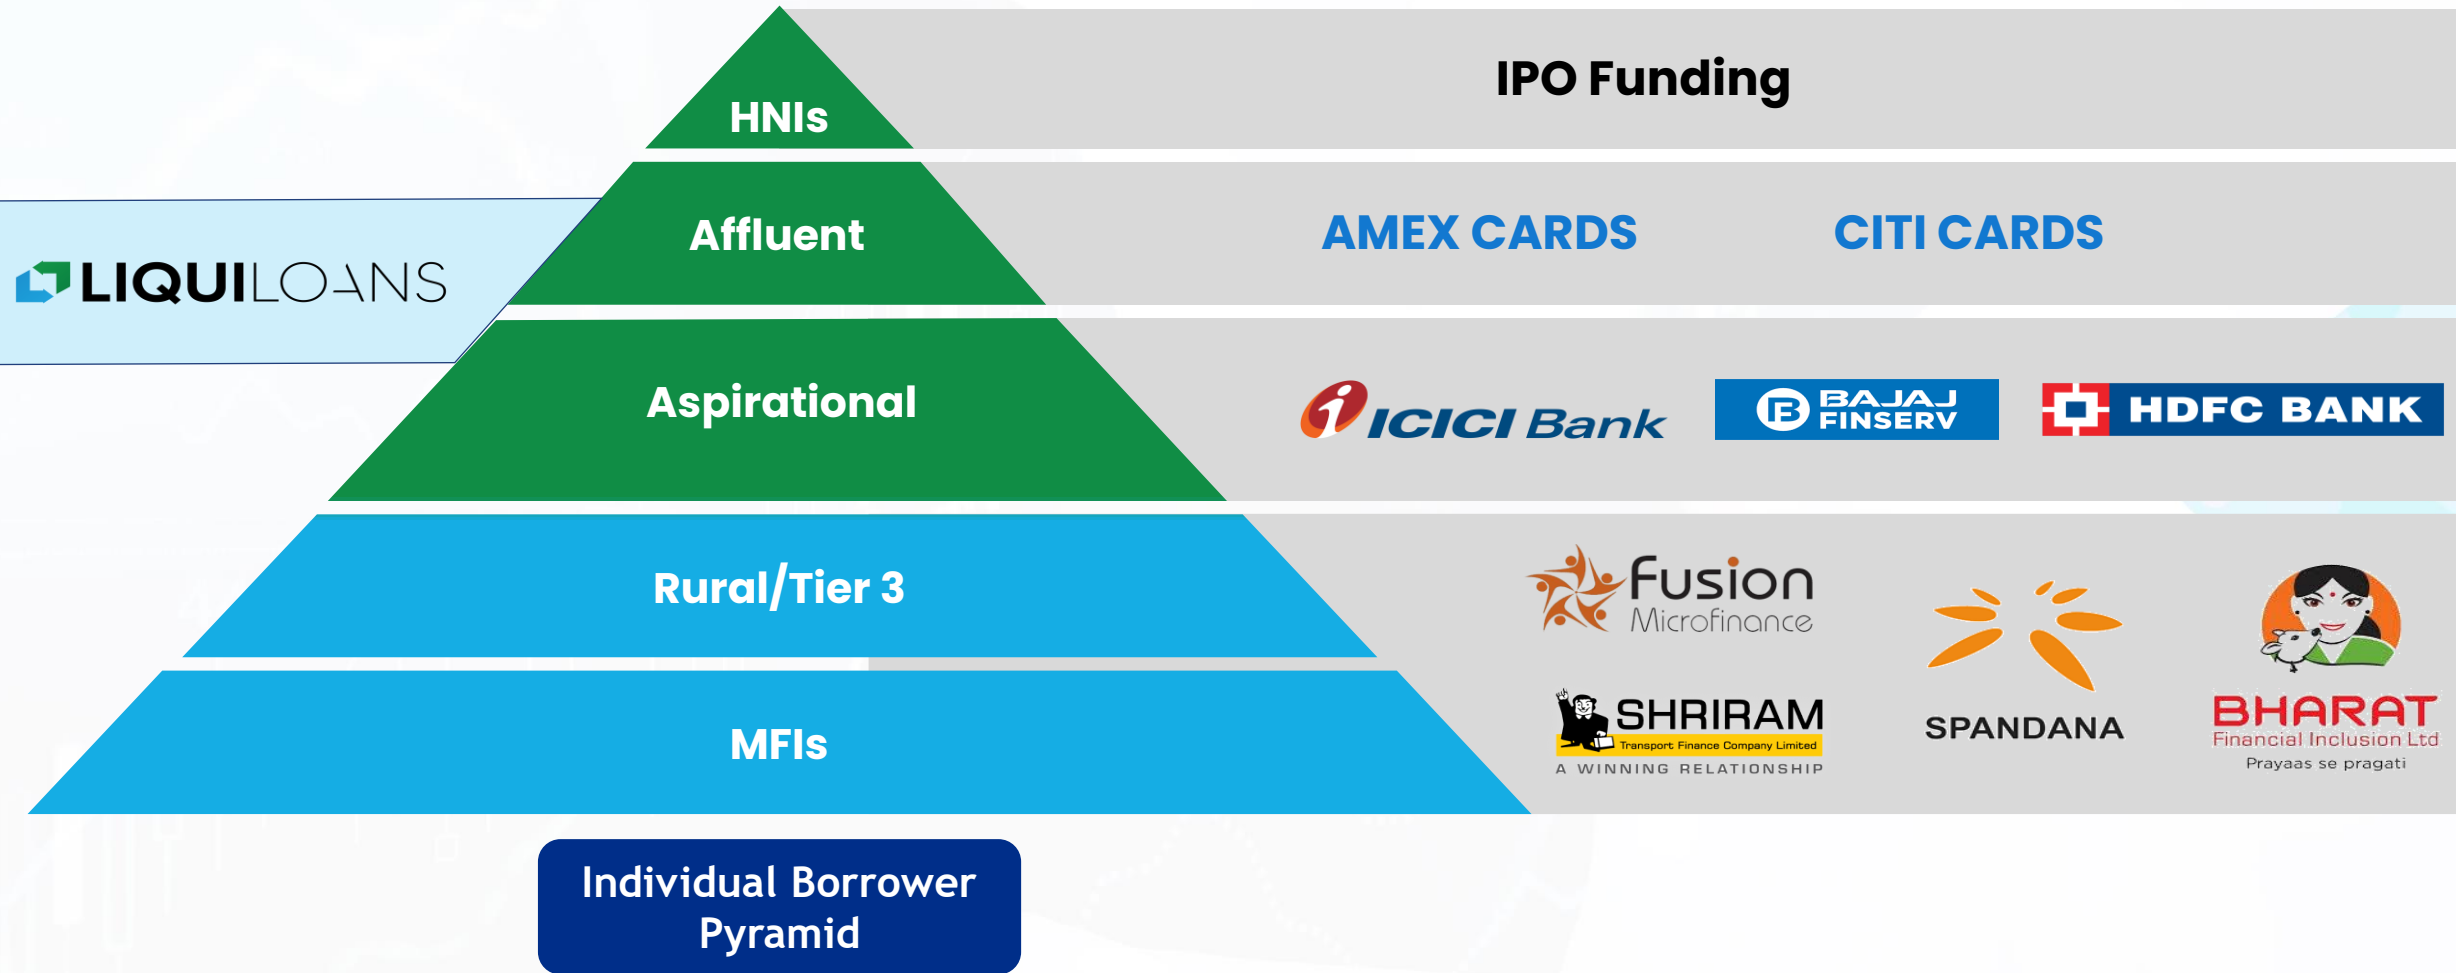 HNIs
IPO Funding
Affluent
AMEX CARDS
CITI CARDS
LIQUILOANS
Aspirational
ICICI Bank
BAJAJ
FINSERV
HDFC BANK
Rural/Tier 3
Fusion
Microfinance
MFIs
SHRIRAM
Transport Finance Company Limited
A WINNING RELATIONSHIP
SPANDANA
BHARAT
Financial Inclusion Ltd
Prayaas se pragati
Individual Borrower
Pyramid